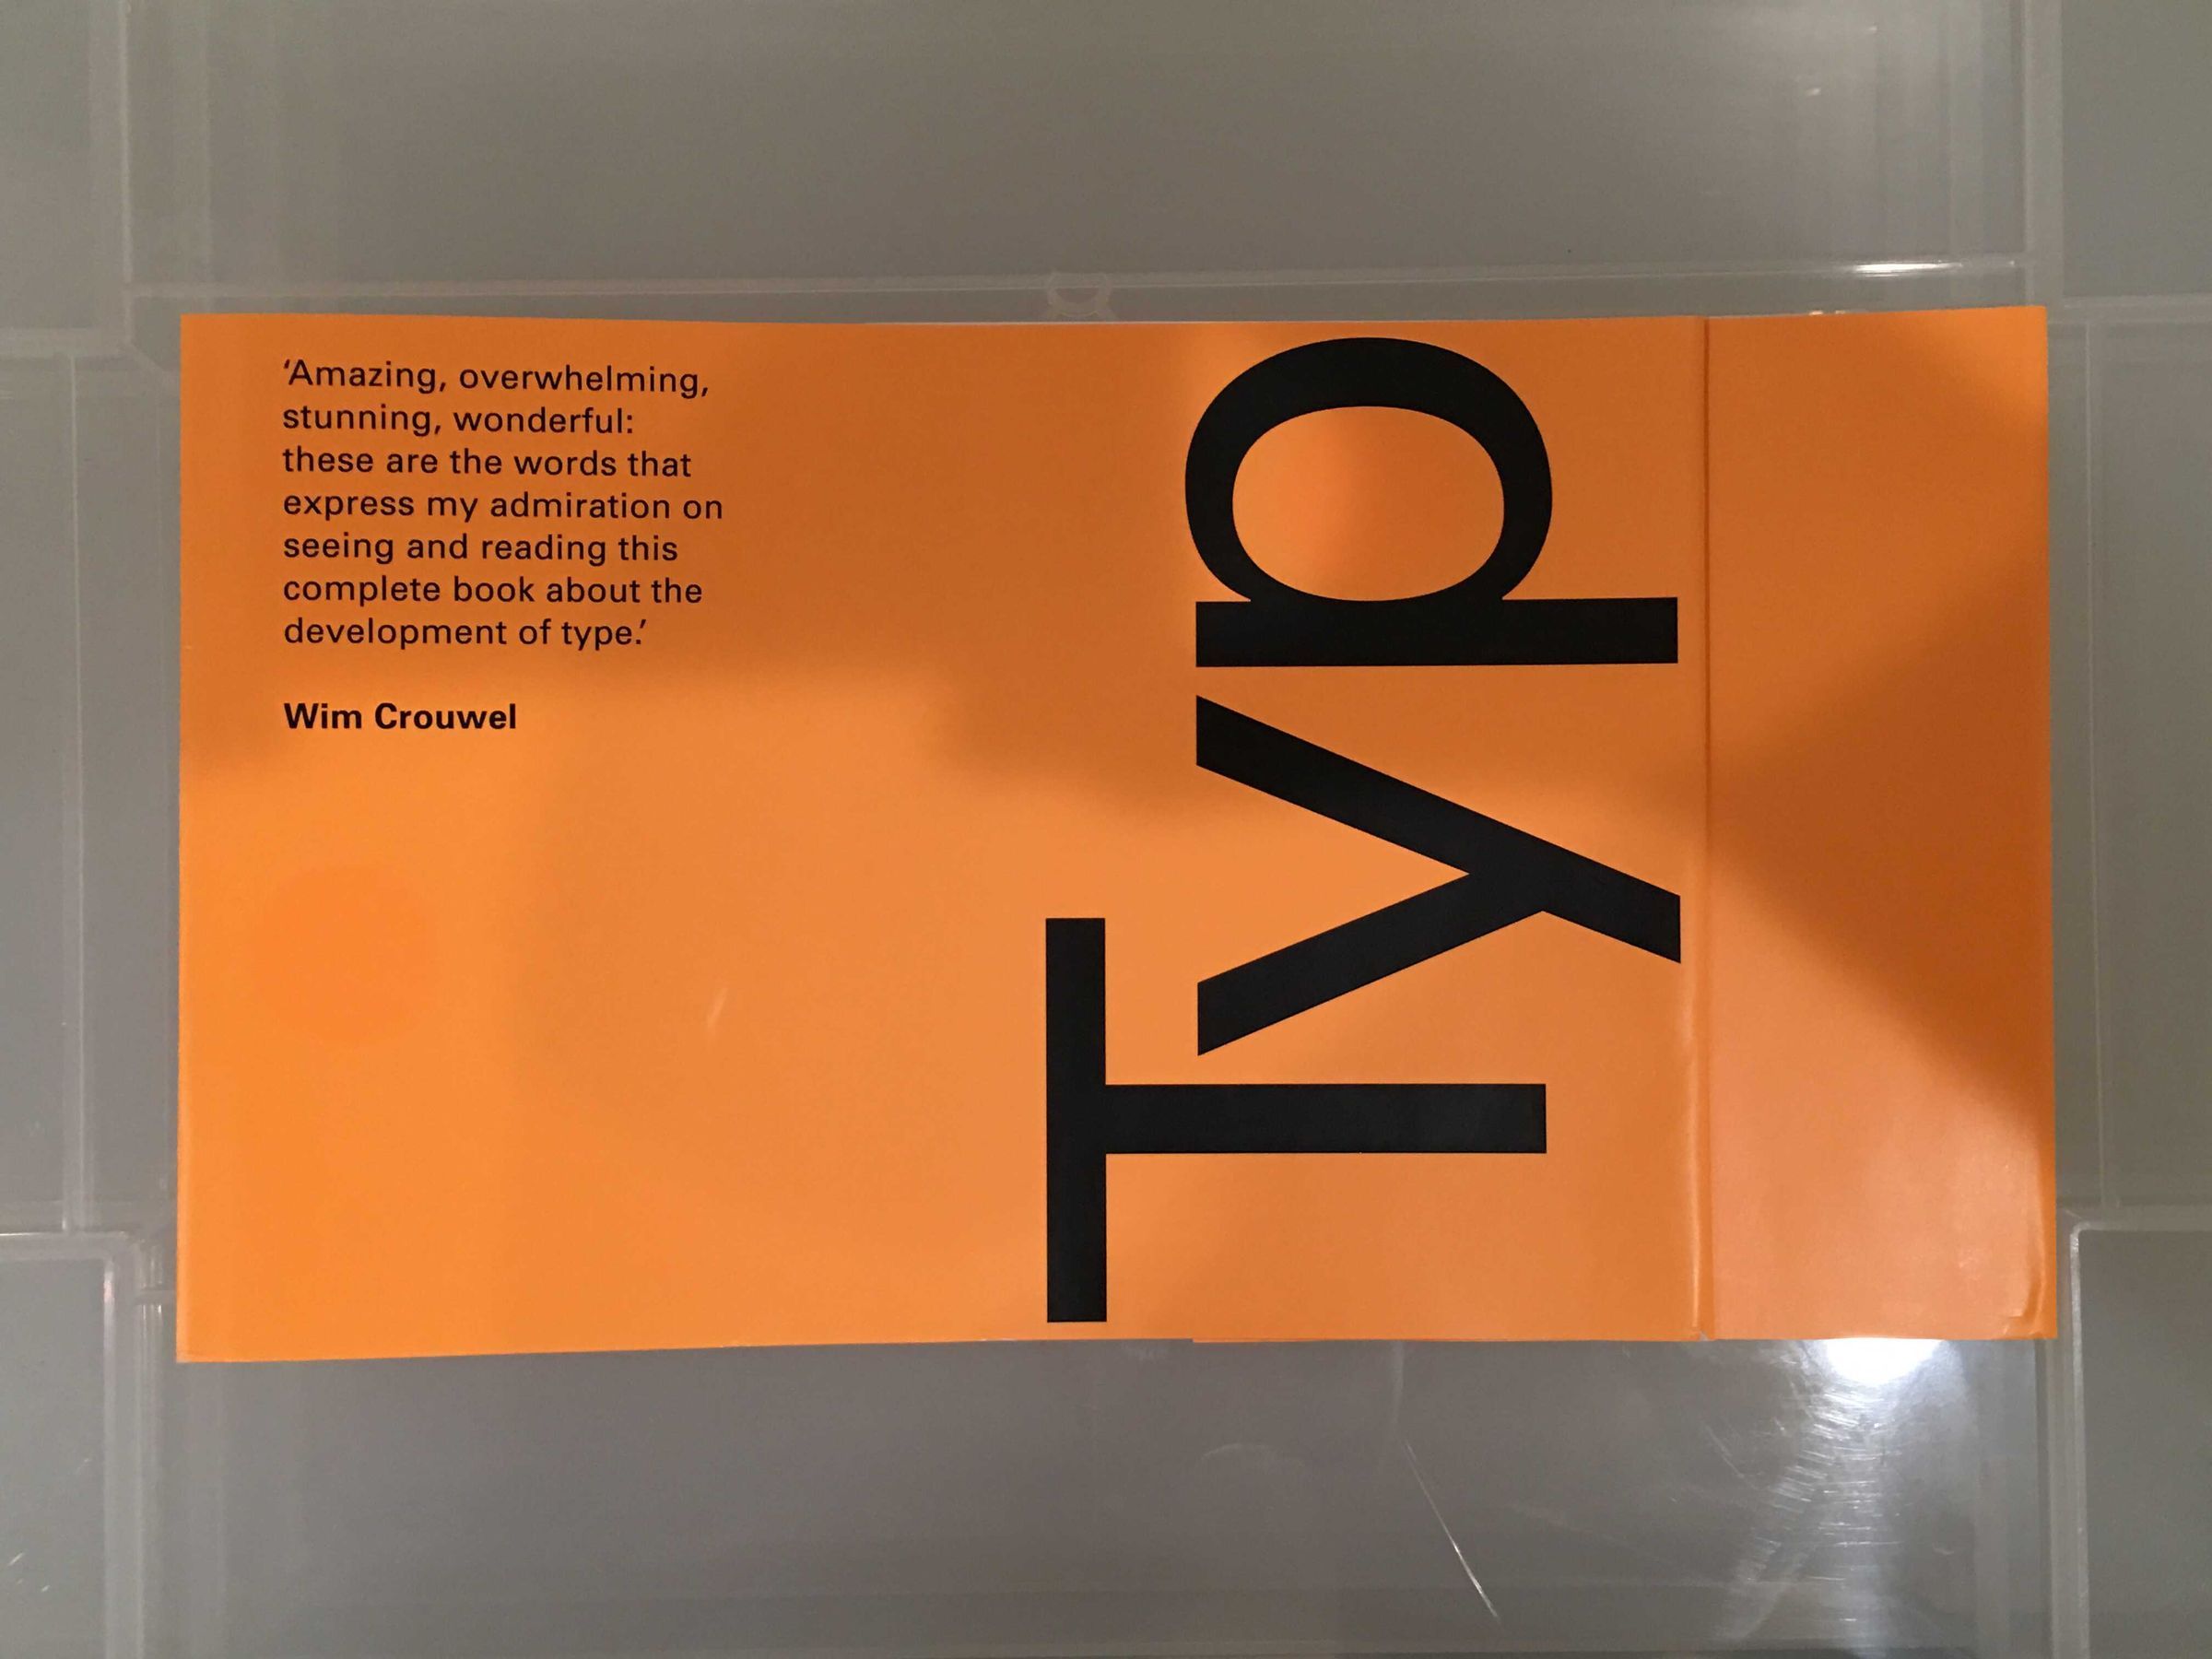 ‘Amazing, overwhelming,
stunning, wonderful:
these are the words that
express my admiration on
seeing and reading this
complete book about the
development of type.’
Wim Crouwel
Typ